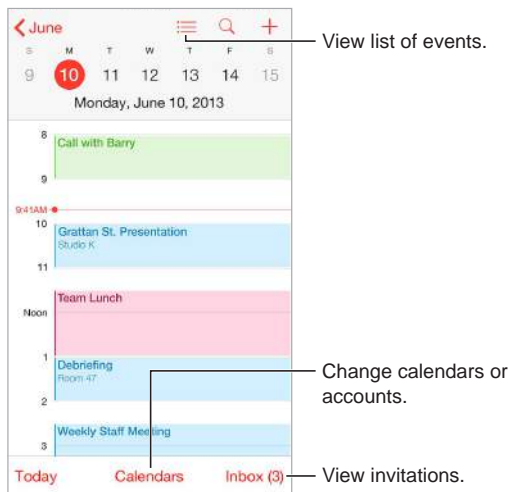 June
View list of events.
S M T W T F S
9 10 11 12 13 14 15
Monday, June 10, 2013
8
Call with Barry
9
9:41AM
10
Grattan St. Presentation
Studio K
11
Team Lunch
Noon
1
Debriefing
Room 47
Change calendars or
accounts.
2
Weekly Staff Meeting
3
Today Calendars Inbox (3)
View invitations.